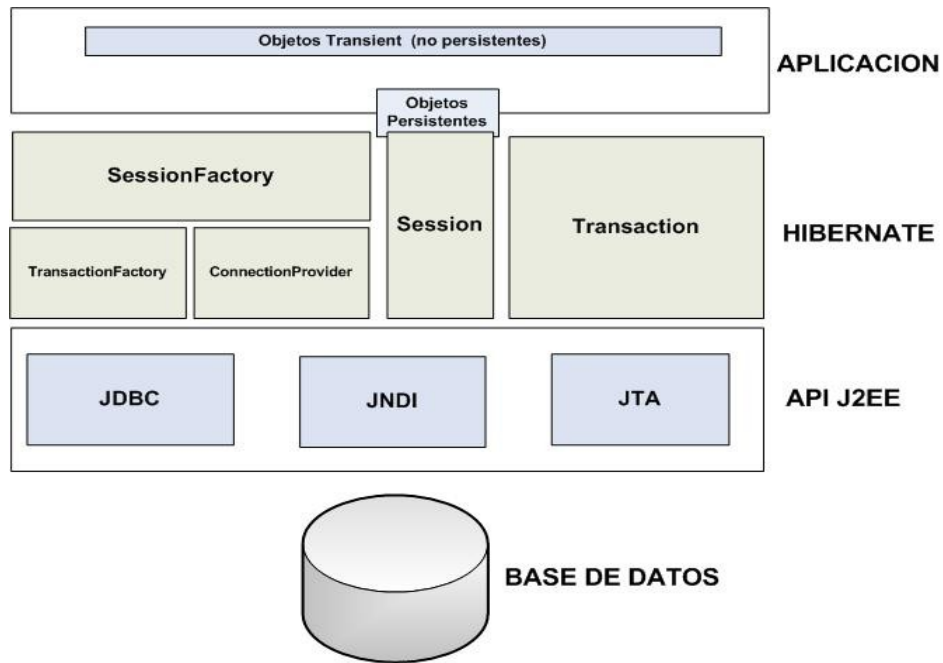 Objetos Transient (no persistentes)
APLICACION
Objetos
Persistentes
SessionFactory
Session
Transaction
HIBERNATE
TransactionFactory
ConnectionProvider
JDBC
JNDI
JTA
API J2EE
BASE DE DATOS